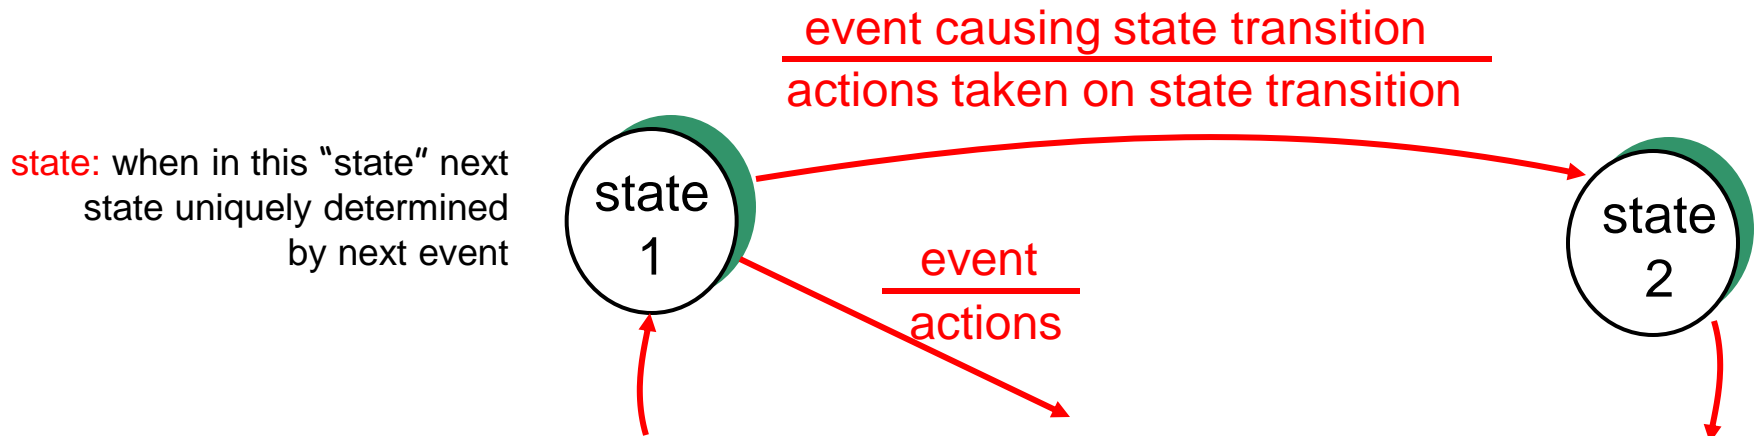 event causing state transition
actions taken on state transition
state: when in this “state” next
state uniquely determined
by next event
state
1
event
actions
state
2